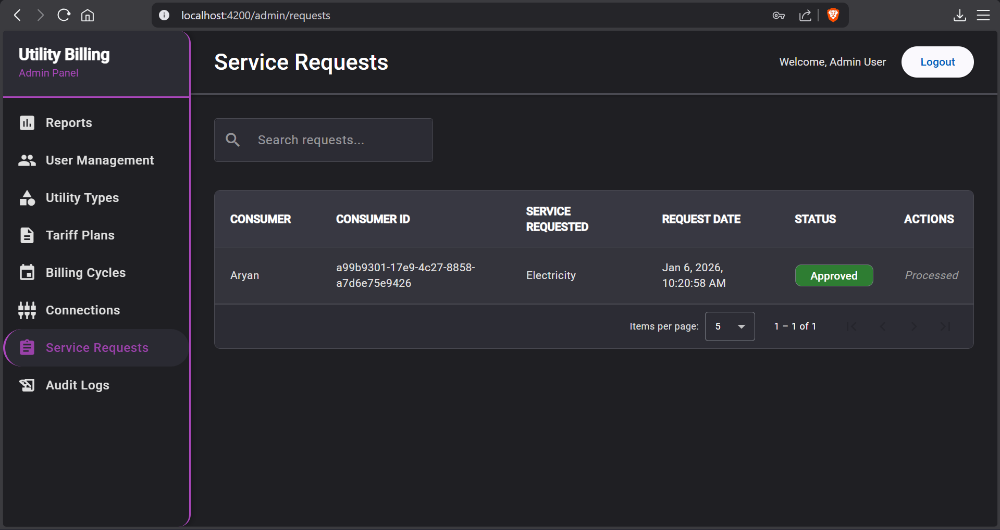 localhost:4200/admin/requests
Utility Billing
Admin Panel
Reports
User Management
Utility Types
Tariff Plans
Billing Cycles
Connections
Service Requests
Audit Logs
Service Requests
Welcome, Admin User
Logout
Search requests...
CONSUMER
CONSUMER ID
SERVICE
REQUESTED
REQUEST DATE
STATUS
ACTIONS
Aryan
a99b9301-17e9-4c27-8858-
a7d6e75e9426
Electricity
Jan 6, 2026,
10:20:58 AM
Approved
Processed
Items per page:
5
1 – 1 of 1